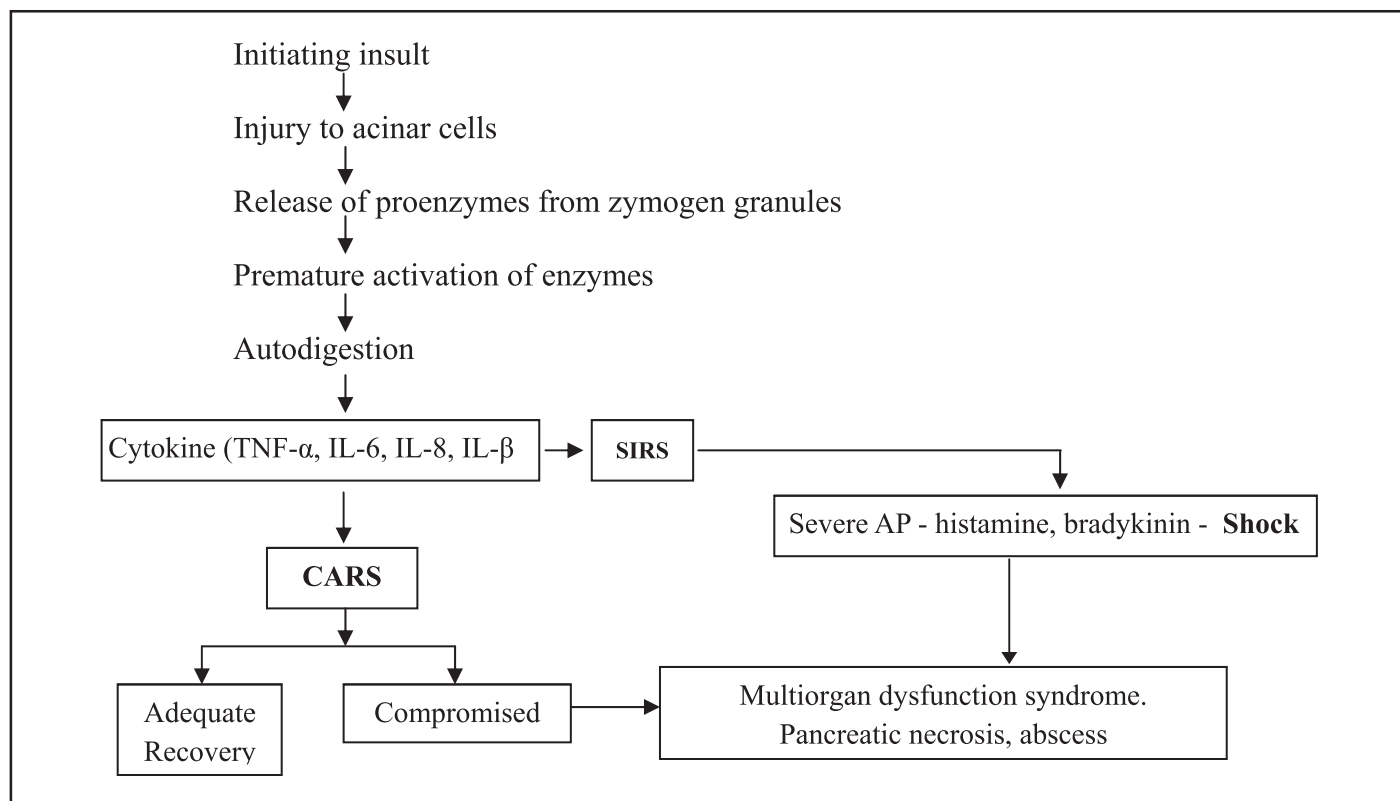 Initiating insult
Injury to acinar cells
Release of proenzymes from zymogen granules
Premature activation of enzymes
Autodigestion
Cytokine (TNF-α, IL-6, IL-8, IL-β
SIRS
Severe AP - histamine, bradykinin - Shock
CARS
Adequate
Recovery
Compromised
Multiorgan dysfunction syndrome.
Pancreatic necrosis, abscess